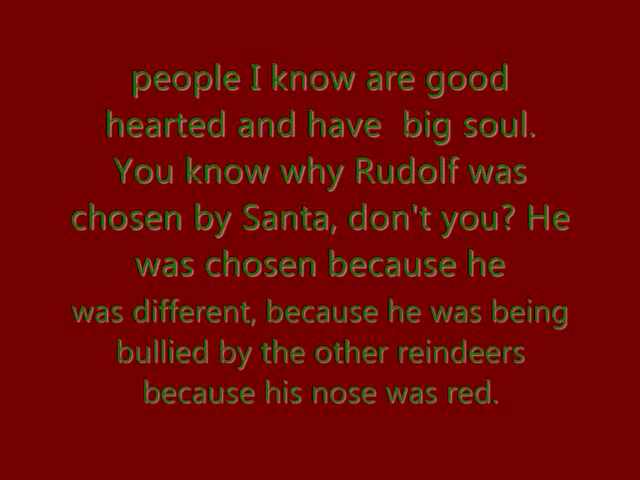 people I know are good
hearted and have  big soul.
You know why Rudolf was
chosen by Santa, don't you? He
was chosen because he
was different, because he was being
bullied by the other reindeers
because his nose was red.